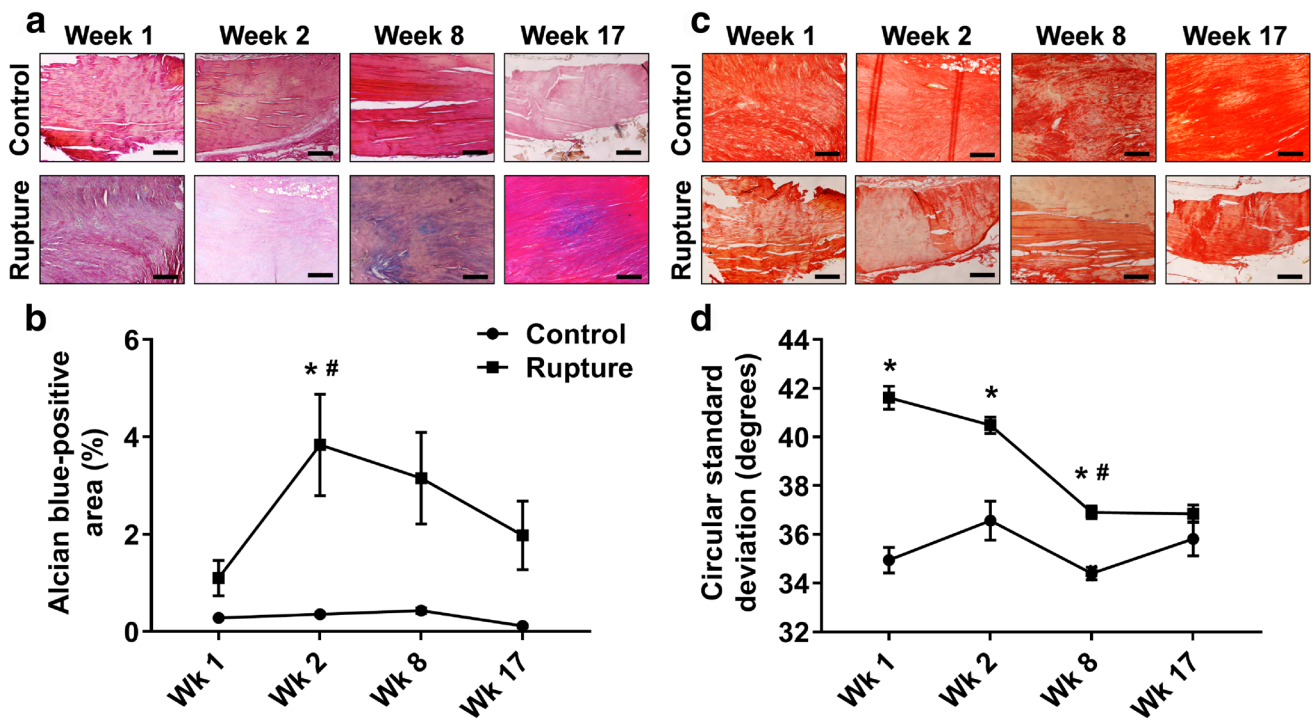 a
Week 1 Week 2 Week 8 Week 17
Control
Rupture
c
Week 1 Week 2 Week 8 Week 17
Control
Rupture
b
Alcian blue-positive
area (%)
6
4
2
0
* #
Control
Rupture
Wk 1 Wk 2 Wk 8 Wk 17
d
Circular standard
deviation (degrees)
44
42
40
38
36
34
32
*
*
* #
Wk 1 Wk 2 Wk 8 Wk 17